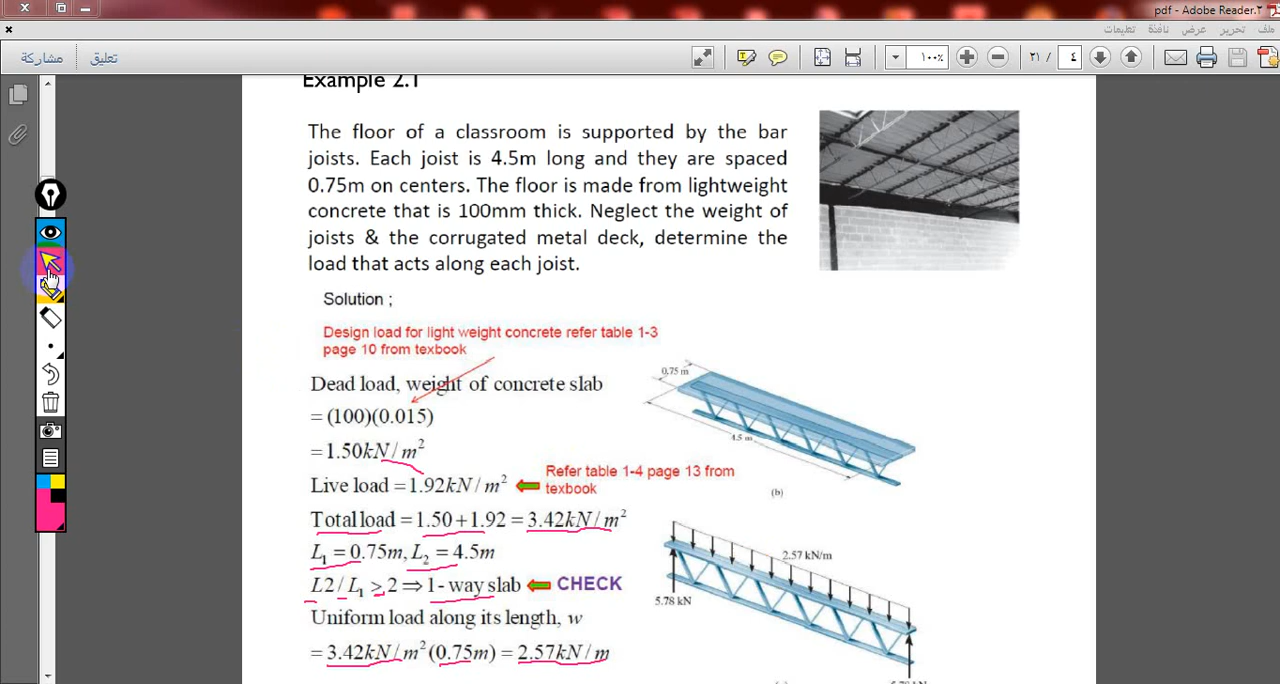 pdf - Adobe Reader.٣
ملف تحرير عرض نافذة تعليمات
١٠٠٪ ٢١ / ٤
تعليق مشاركة
Example 2.1
The floor of a classroom is supported by the bar
joists. Each joist is 4.5m long and they are spaced
0.75m on centers. The floor is made from lightweight
concrete that is 100mm thick. Neglect the weight of
joists & the corrugated metal deck, determine the
load that acts along each joist.
Solution ;
Design load for light weight concrete refer table 1-3
page 10 from texbook
Dead load, weight of concrete slab
= (100)(0.015)
= 1.50kN/m²
Live load = 1.92kN/m²
Refer table 1-4 page 13 from
texbook
Total load = 1.50+1.92 = 3.42kN/m²
L₁ = 0.75m, L₂ = 4.5m
L2/L₁ > 2 ⇒ 1-way slab
CHECK
Uniform load along its length, w
= 3.42kN/m²(0.75m) = 2.57kN/m
0.75 m
4.5 m
(b)
2.57 kN/m
5.78 kN